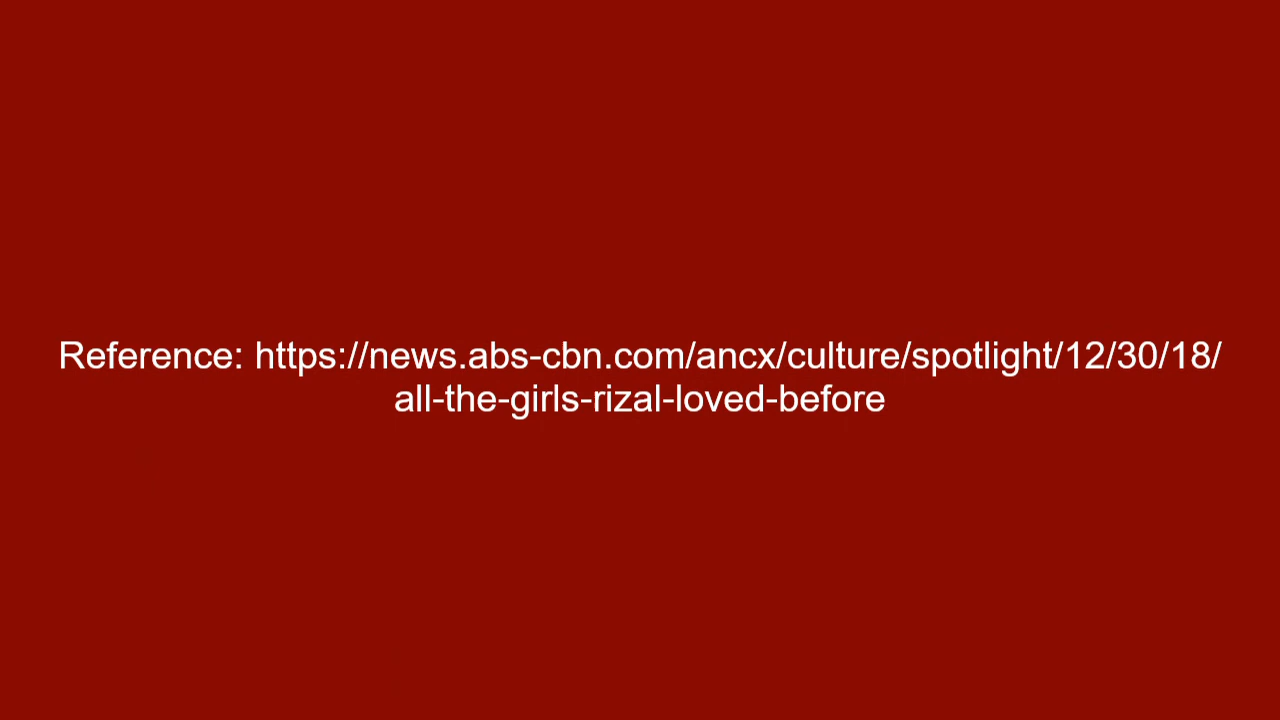 Reference: https://news.abs-cbn.com/ancx/culture/spotlight/12/30/18/
all-the-girls-rizal-loved-before